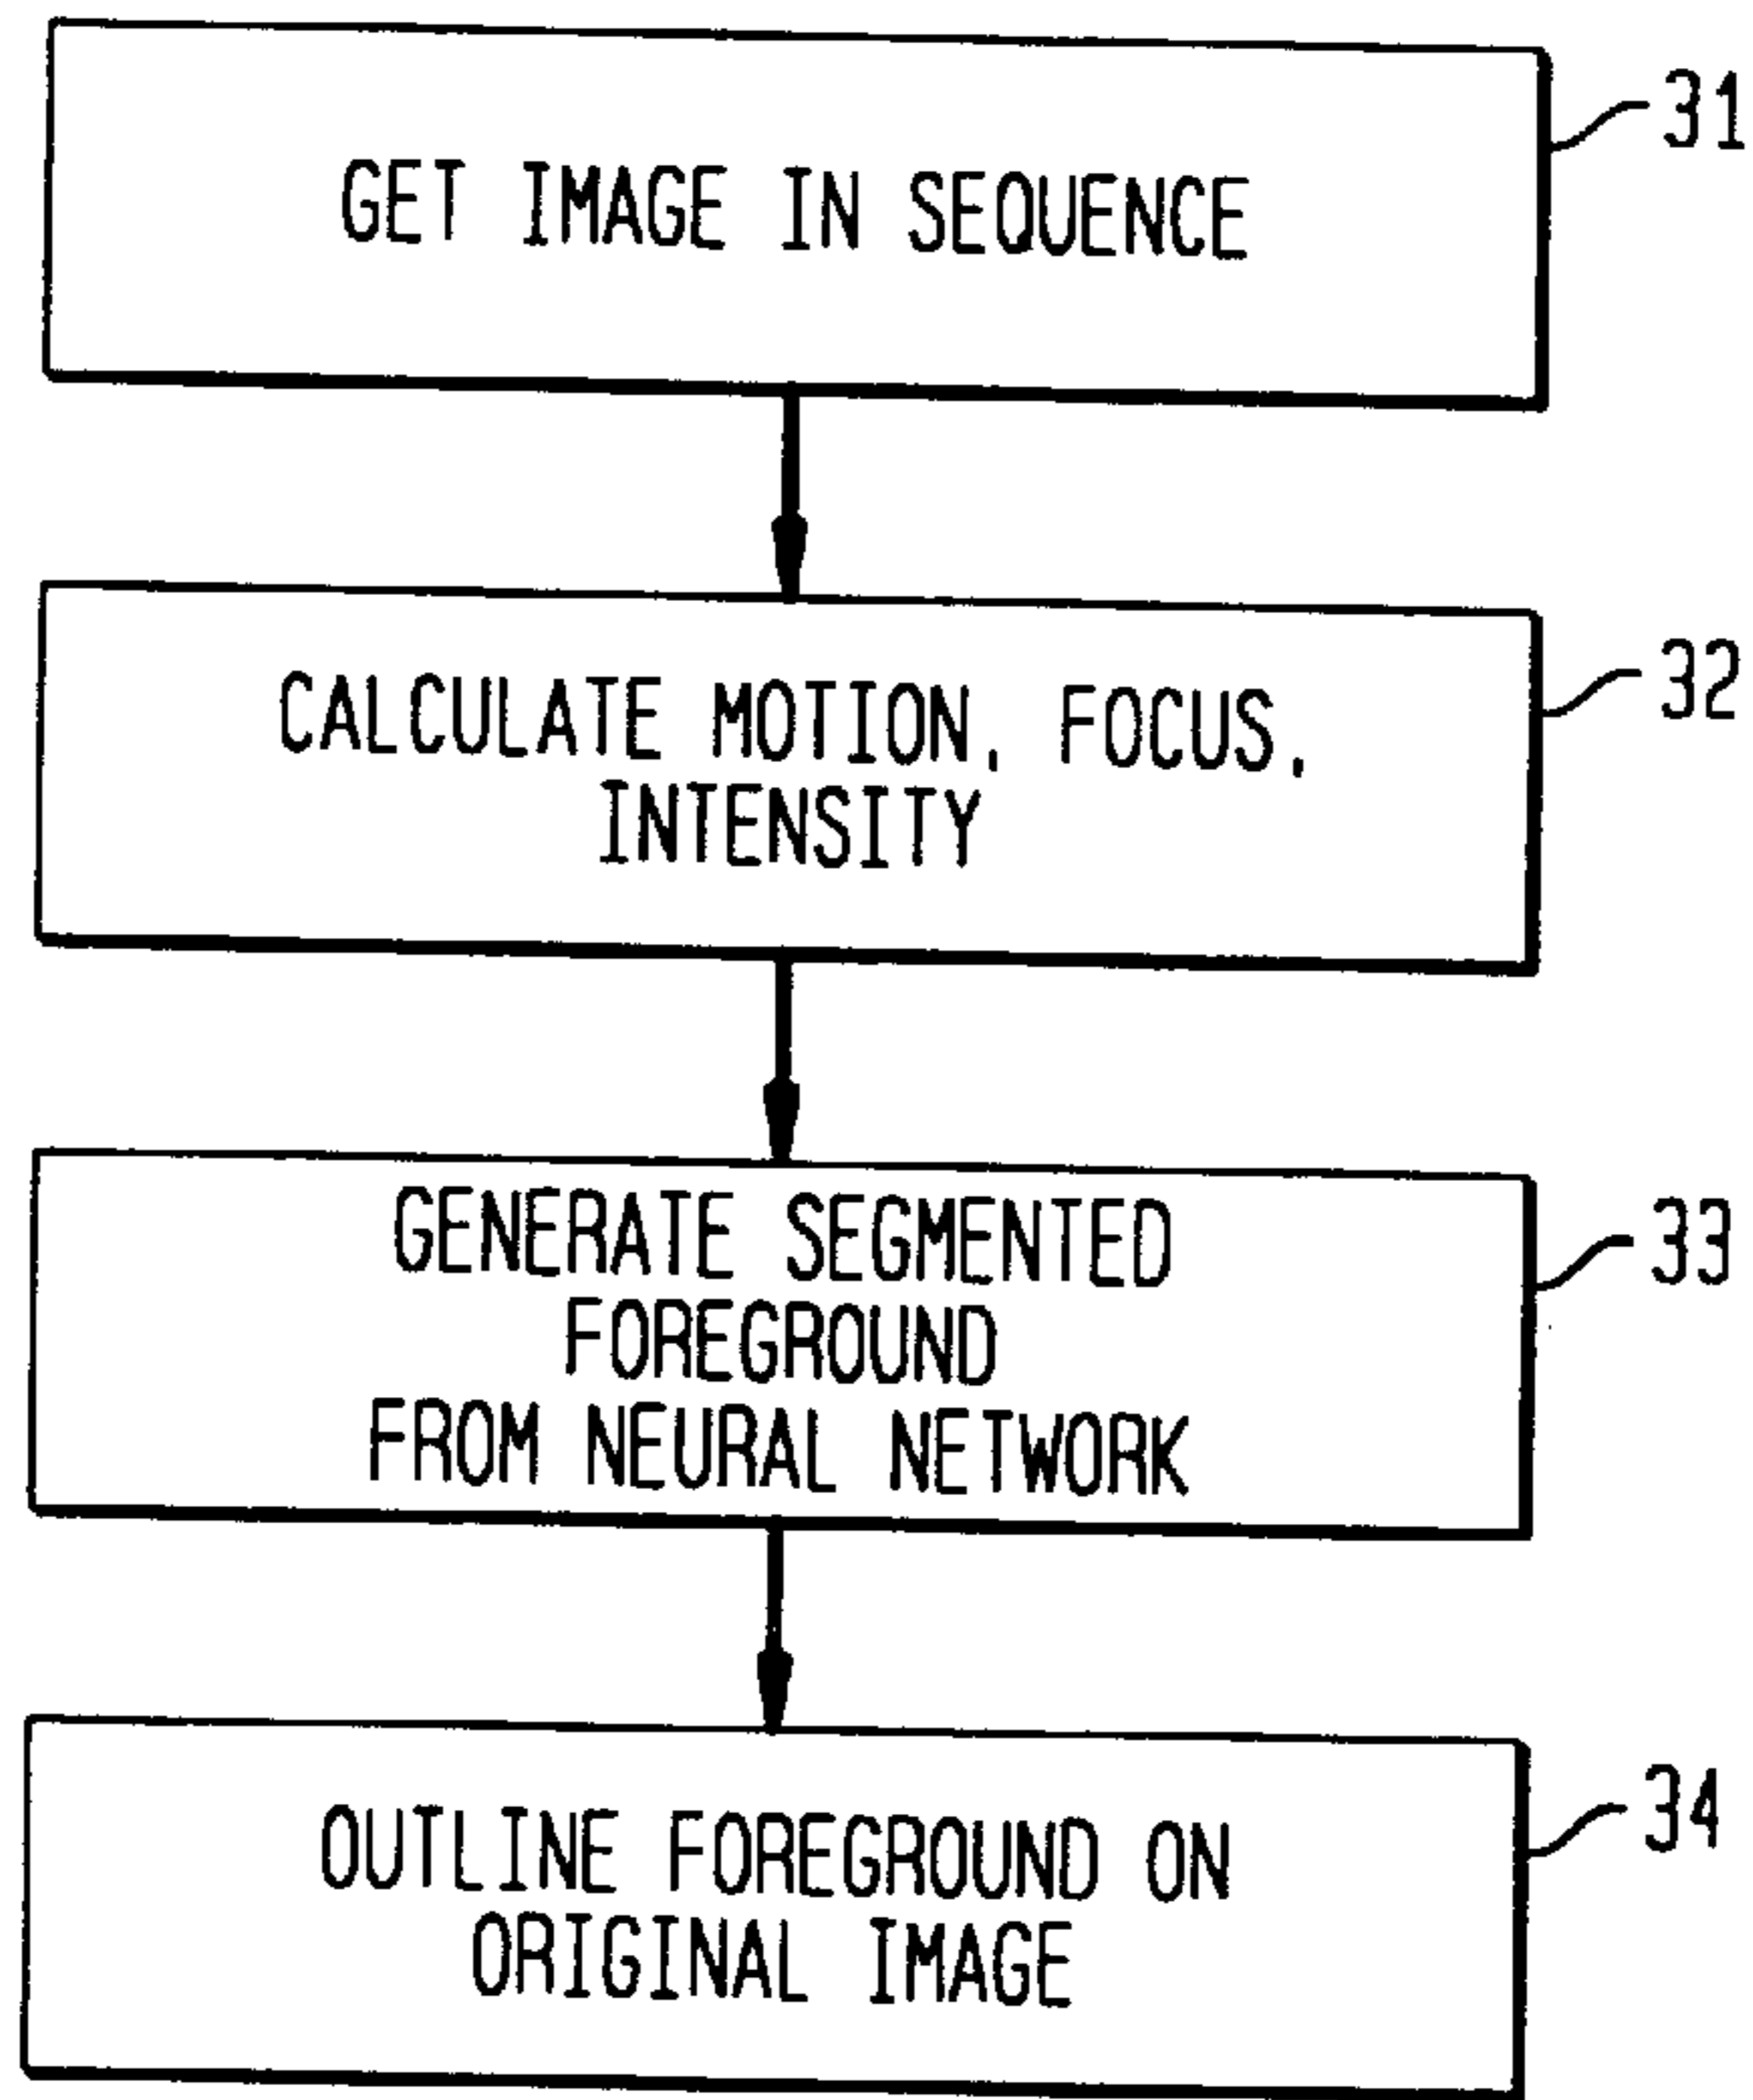 GET IMAGE IN SEQUENCE
31
CALCULATE MOTION, FOCUS,
INTENSITY
32
GENERATE SEGMENTED
FOREGROUND
FROM NEURAL NETWORK
33
OUTLINE FOREGROUND ON
ORIGINAL IMAGE
34